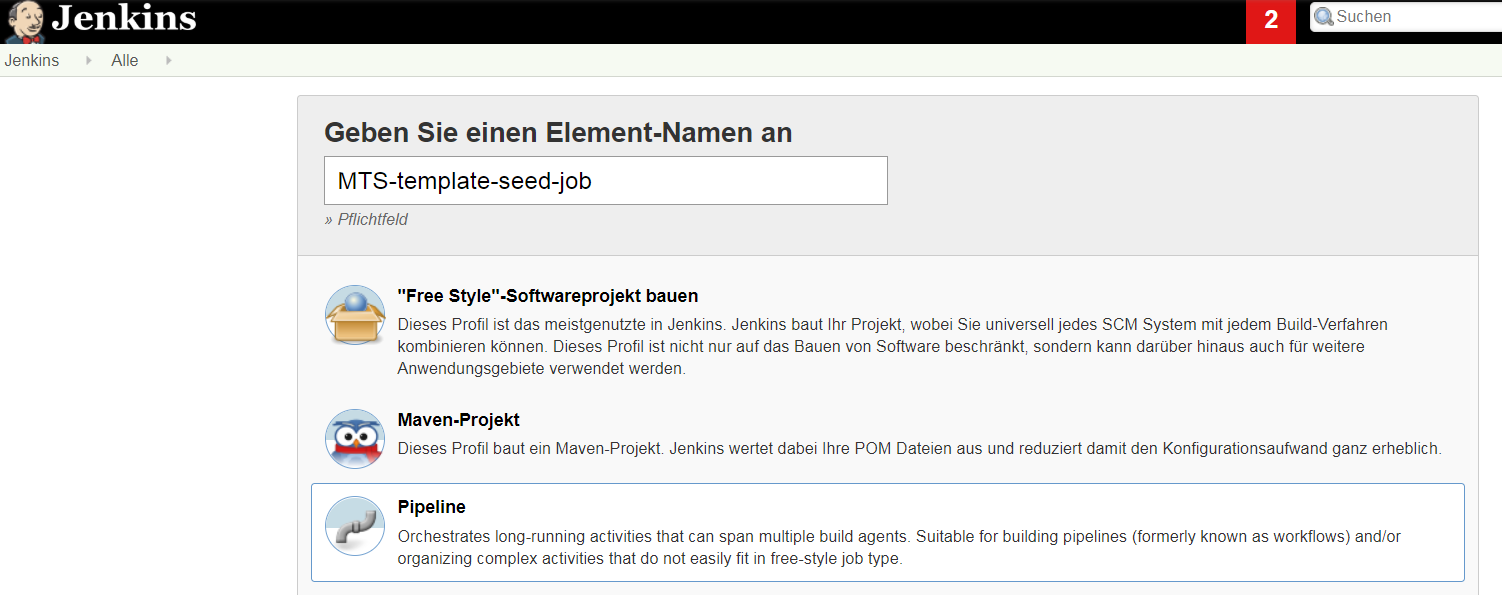 Jenkins
2
Suchen
Jenkins
Alle
Geben Sie einen Element-Namen an
MTS-template-seed-job
» Pflichtfeld
"Free Style"-Softwareprojekt bauen
Dieses Profil ist das meistgenutzte in Jenkins. Jenkins baut Ihr Projekt, wobei Sie universell jedes SCM System mit jedem Build-Verfahren
kombinieren können. Dieses Profil ist nicht nur auf das Bauen von Software beschränkt, sondern kann darüber hinaus auch für weitere
Anwendungsgebiete verwendet werden.
Maven-Projekt
Dieses Profil baut ein Maven-Projekt. Jenkins wertet dabei Ihre POM Dateien aus und reduziert damit den Konfigurationsaufwand ganz erheblich.
Pipeline
Orchestrates long-running activities that can span multiple build agents. Suitable for building pipelines (formerly known as workflows) and/or
organizing complex activities that do not easily fit in free-style job type.